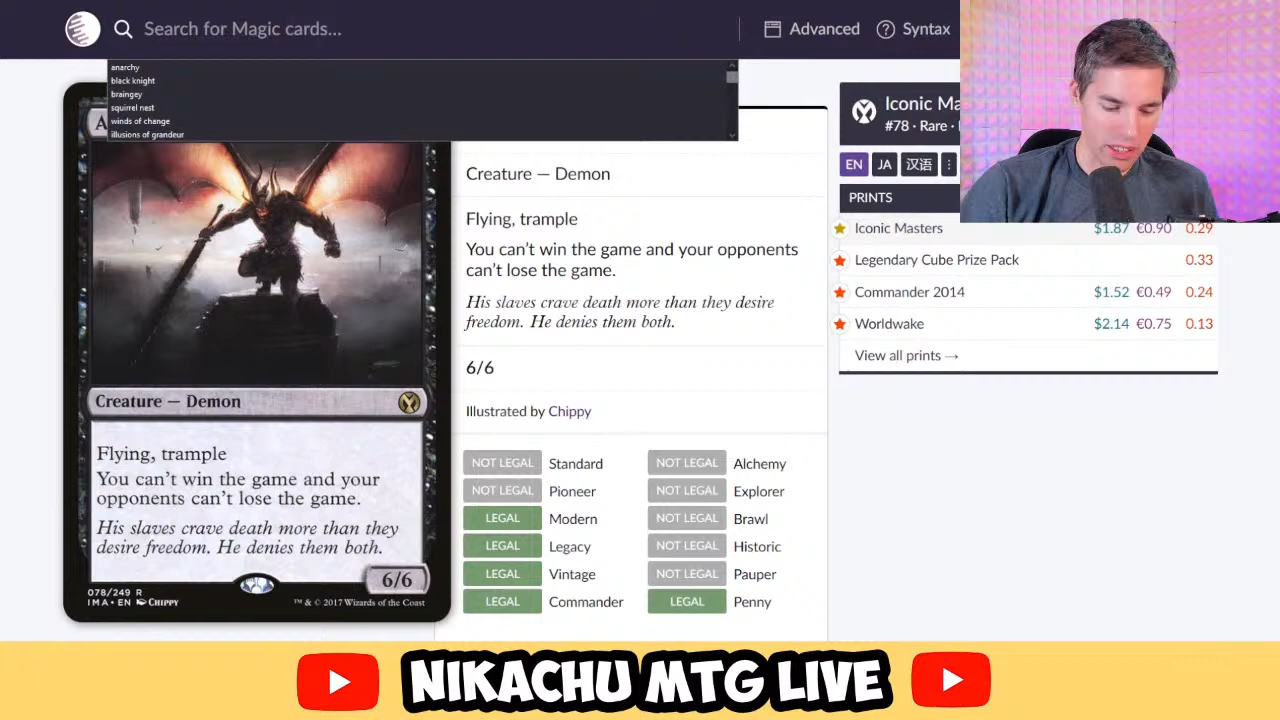 Search for Magic cards...
Advanced
Syntax
anarchy
black knight
braingey
squirrel nest
winds of change
illusions of grandeur
A
Creature — Demon
Flying, trample
You can't win the game and your
opponents can't lose the game.
His slaves crave death more than they
desire freedom. He denies them both.
6/6
078/249 R
IMA • EN CHIPPY
™ & © 2017 Wizards of the Coast
Creature — Demon
Flying, trample
You can't win the game and your opponents
can't lose the game.
His slaves crave death more than they desire
freedom. He denies them both.
6/6
Illustrated by Chippy
NOT LEGAL Standard NOT LEGAL Alchemy
NOT LEGAL Pioneer NOT LEGAL Explorer
LEGAL Modern NOT LEGAL Brawl
LEGAL Legacy NOT LEGAL Historic
LEGAL Vintage NOT LEGAL Pauper
LEGAL Commander LEGAL Penny
Iconic Ma
#78 · Rare ·
EN JA 汉语
PRINTS
Iconic Masters $1.87 €0.90 0.29
Legendary Cube Prize Pack 0.33
Commander 2014 $1.52 €0.49 0.24
Worldwake $2.14 €0.75 0.13
View all prints →
NIKACHU MTG LIVE